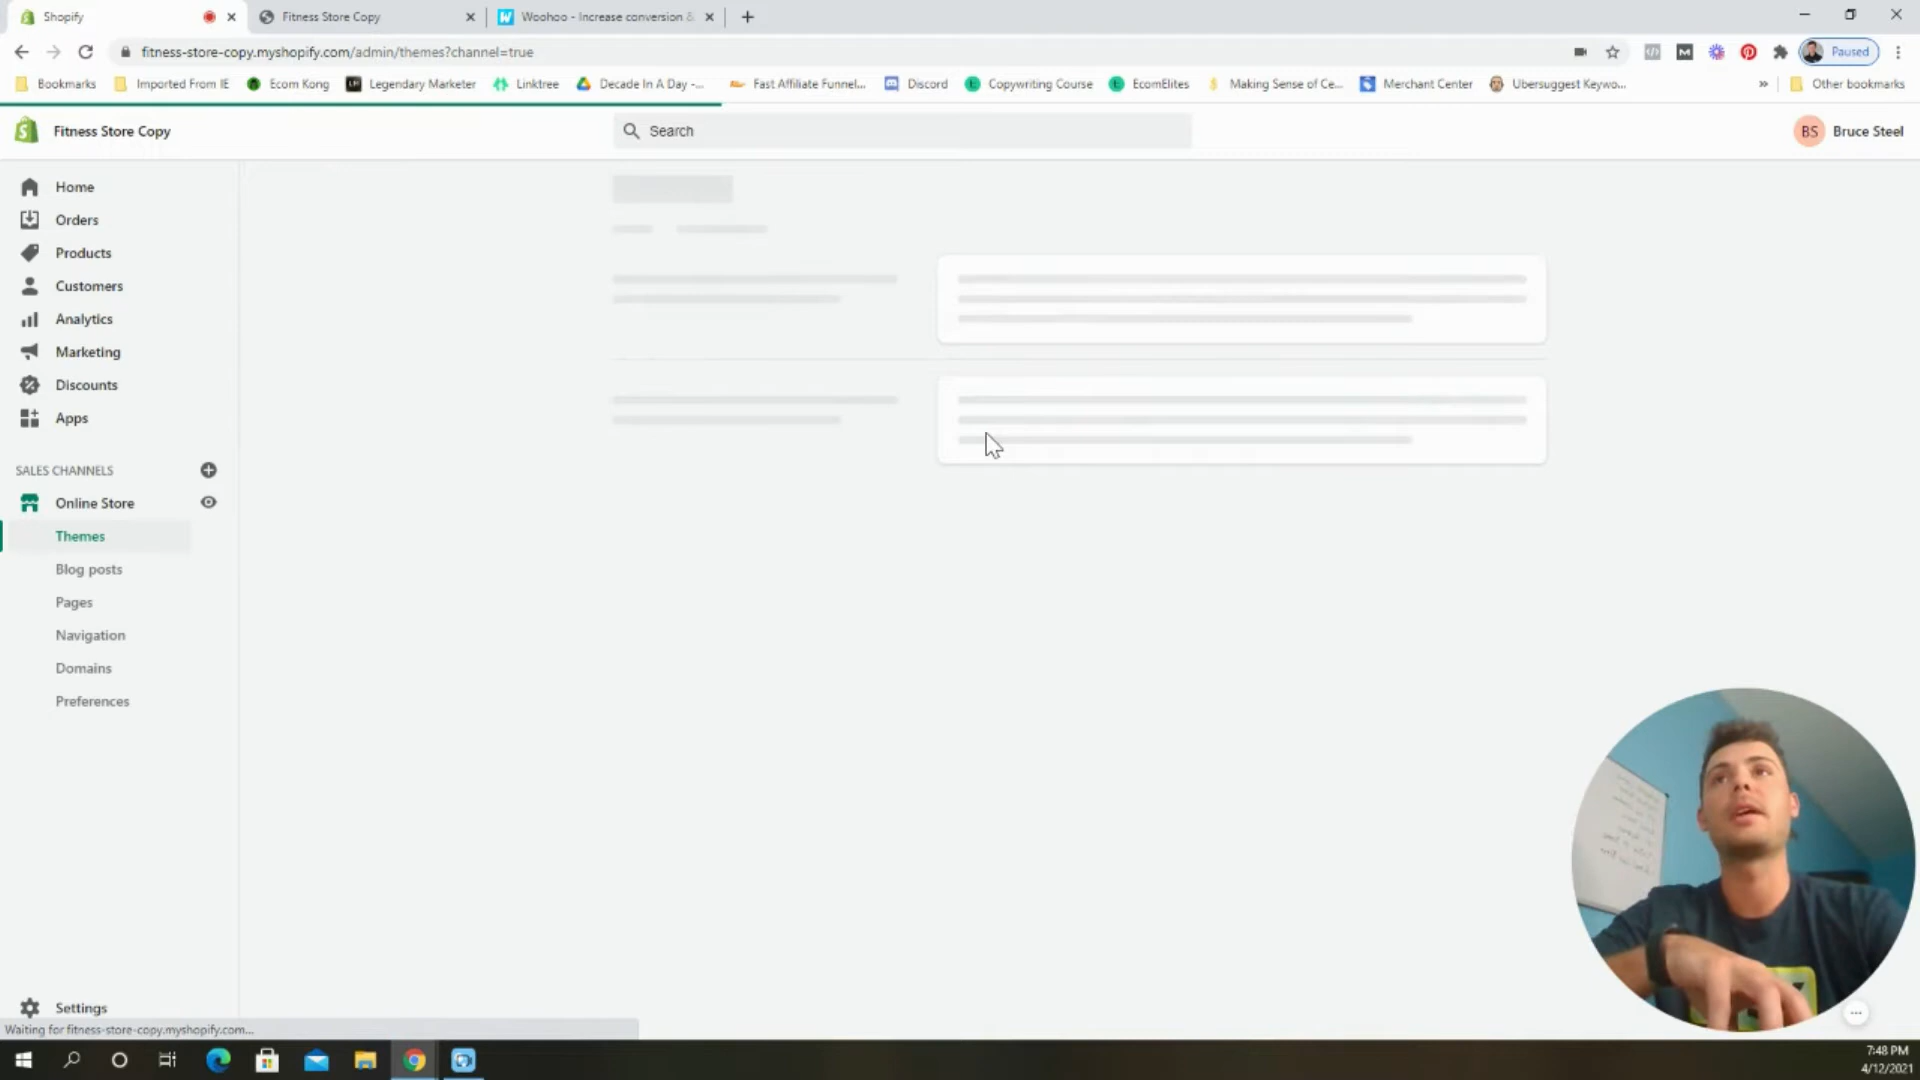 Shopify
Fitness Store Copy
Woohoo - Increase conversion &
fitness-store-copy.myshopify.com/admin/themes?channel=true
Paused
Bookmarks
Imported From IE
Ecom Kong
Legendary Marketer
Linktree
Decade In A Day -...
Fast Affiliate Funnel...
Discord
Copywriting Course
EcomElites
Making Sense of Ce...
Merchant Center
Ubersuggest Keywo...
»
Other bookmarks
Fitness Store Copy
Search
BS
Bruce Steel
Home
Orders
Products
Customers
Analytics
Marketing
Discounts
Apps
SALES CHANNELS
Online Store
Themes
Blog posts
Pages
Navigation
Domains
Preferences
Settings
Waiting for fitness-store-copy.myshopify.com...
7:48 PM
4/12/2021